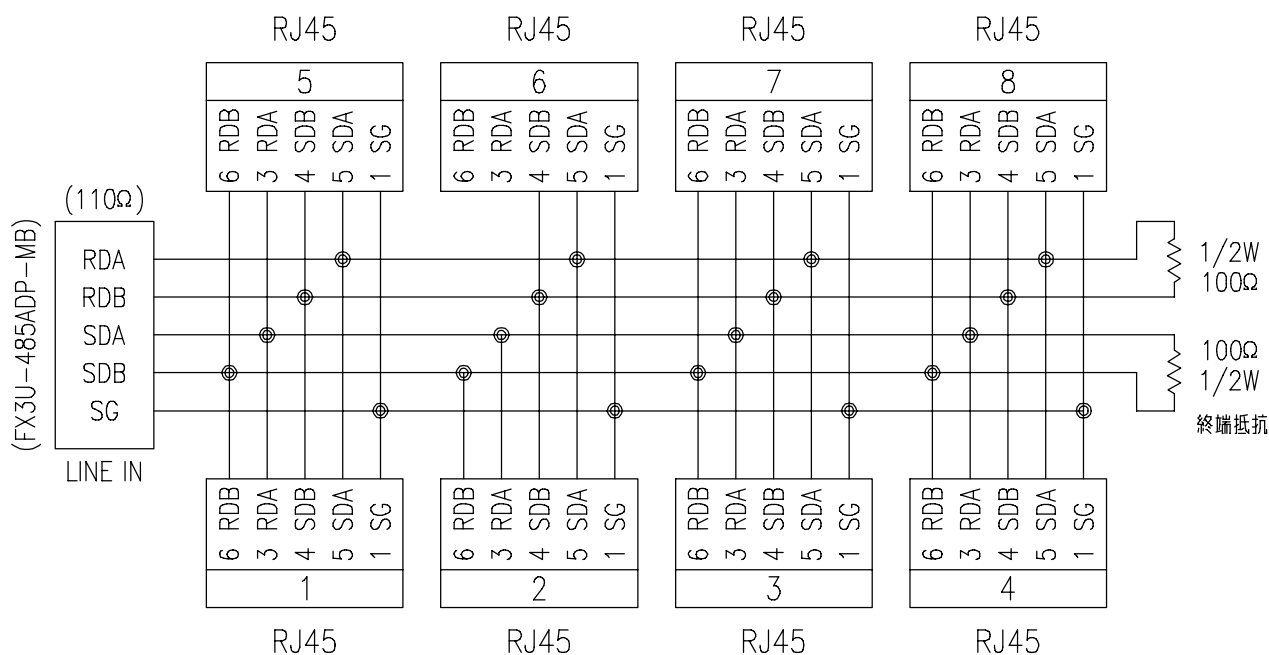 RJ45 RJ45 RJ45 RJ45
5 6 7 8
RDB RDA SDB SDA SG RDB RDA SDB SDA SG RDB RDA SDB SDA SG RDB RDA SDB SDA SG
6 3 4 5 1 6 3 4 5 1 6 3 4 5 1 6 3 4 5 1
(110Ω)
(FX3U-485ADP-MB)
RDA
RDB
SDA
SDB
SG
LINE IN
1/2W
100Ω
100Ω
1/2W
終端抵抗
RDB RDA SDB SDA SG RDB RDA SDB SDA SG RDB RDA SDB SDA SG RDB RDA SDB SDA SG
6 3 4 5 1 6 3 4 5 1 6 3 4 5 1 6 3 4 5 1
1 2 3 4
RJ45 RJ45 RJ45 RJ45